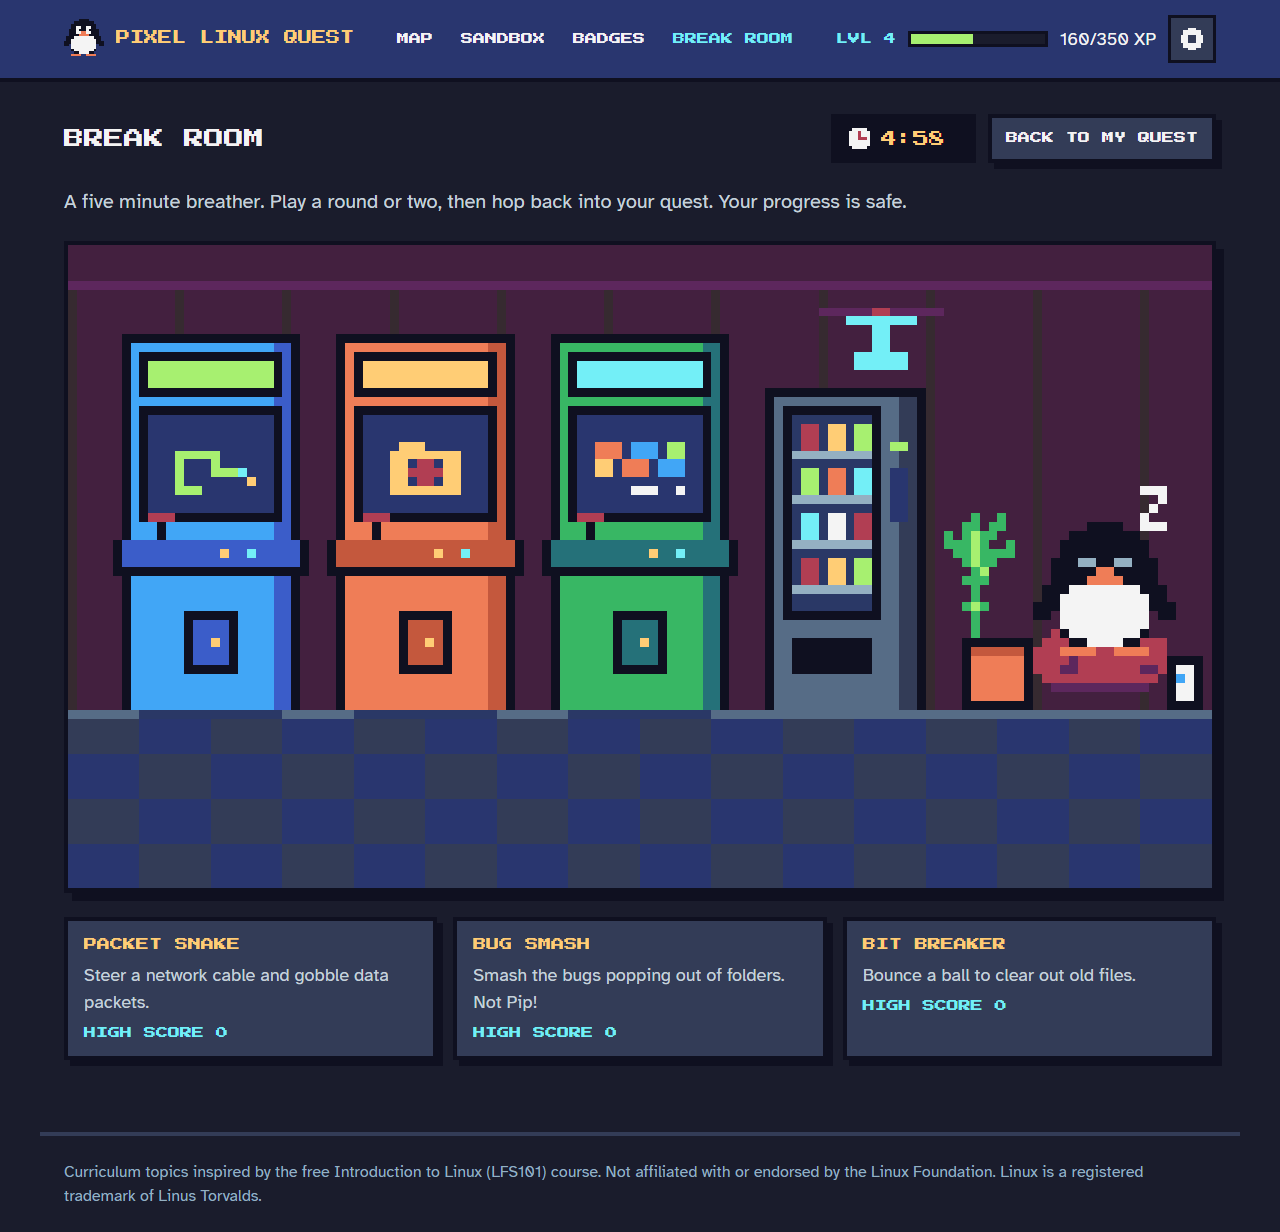 PIXEL LINUX QUEST
MAP SANDBOX BADGES BREAK ROOM LVL 4 160/350 XP
BREAK ROOM
4:58
BACK TO MY QUEST
A five minute breather. Play a round or two, then hop back into your quest. Your progress is safe.
Z
PACKET SNAKE
Steer a network cable and gobble data
packets.
HIGH SCORE 0
BUG SMASH
Smash the bugs popping out of folders.
Not Pip!
HIGH SCORE 0
BIT BREAKER
Bounce a ball to clear out old files.
HIGH SCORE 0
Curriculum topics inspired by the free Introduction to Linux (LFS101) course. Not affiliated with or endorsed by the Linux Foundation. Linux is a registered
trademark of Linus Torvalds.